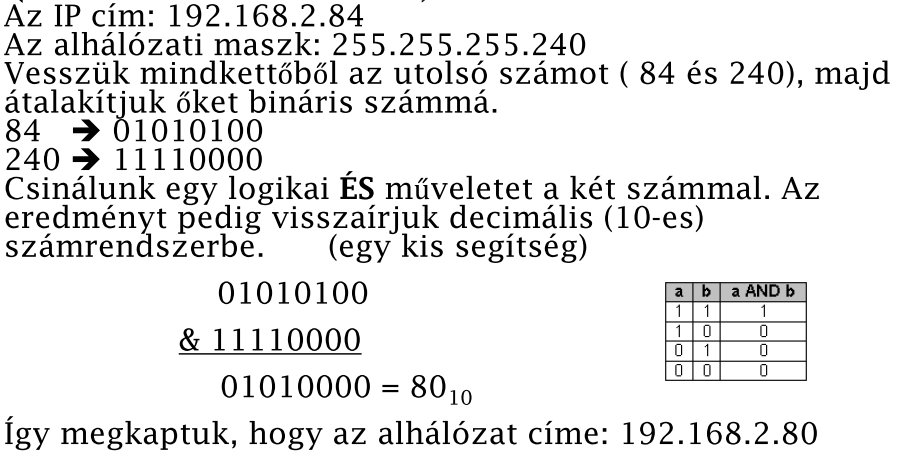 Az IP cím: 192.168.2.84
Az alhálózati maszk: 255.255.255.240
Vesszük mindkettőből az utolsó számot ( 84 és 240), majd
átalakítjuk őket bináris számmá.
84 → 01010100
240 → 11110000
Csinálunk egy logikai ÉS műveletet a két számmal. Az
eredményt pedig visszaírjuk decimális (10-es)
számrendszerbe. (egy kis segítség)
01010100
& 11110000
01010000 = 80₁₀
a b a AND b
1 1 1
1 0 0
0 1 0
0 0 0
Így megkaptuk, hogy az alhálózat címe: 192.168.2.80